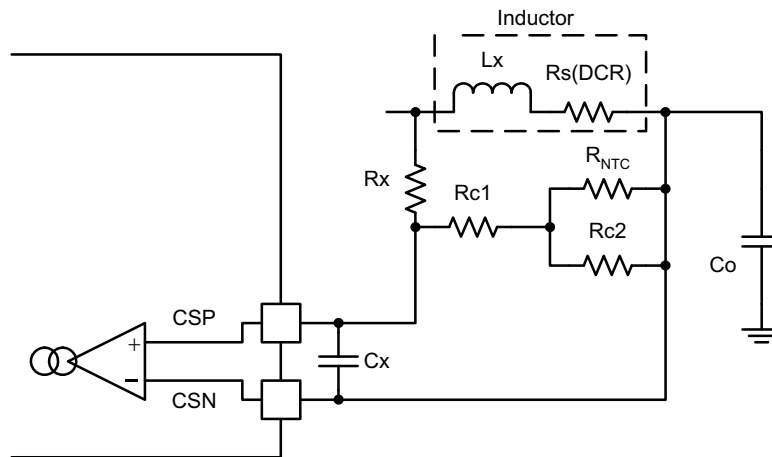 Inductor
Lx
Rs(DCR)
Rx
Rc1
RNTC
Rc2
Co
CSP
+
Cx
−
CSN